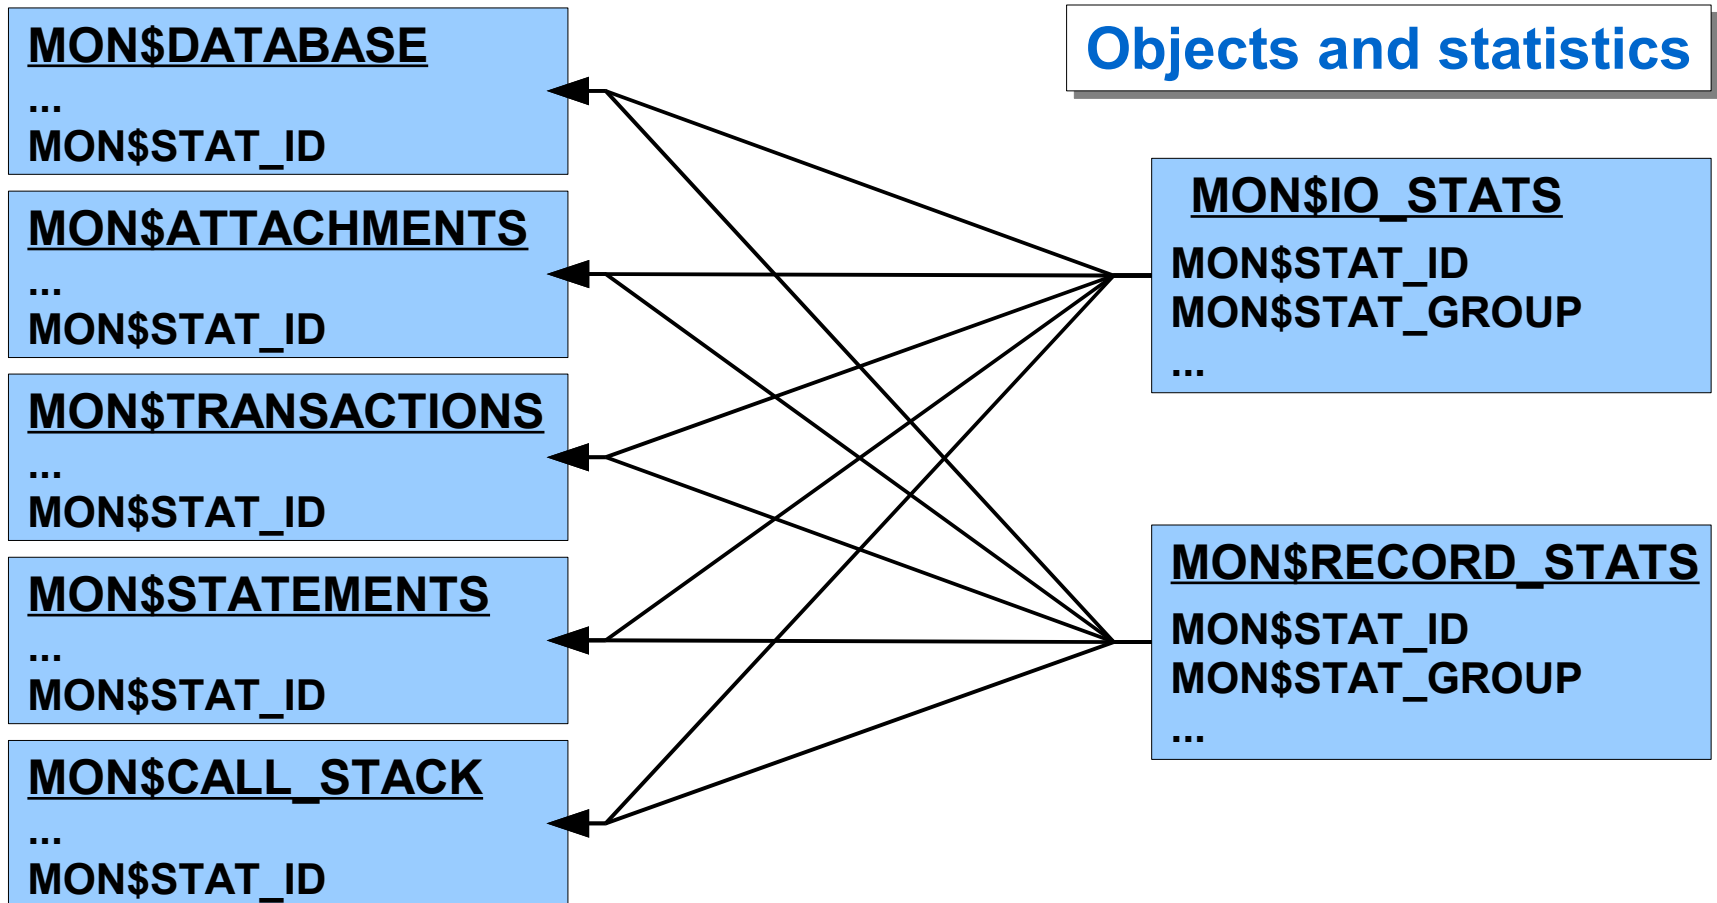 Objects and statistics
MON$DATABASE
...
MON$STAT_ID
MON$ATTACHMENTS
...
MON$STAT_ID
MON$TRANSACTIONS
...
MON$STAT_ID
MON$STATEMENTS
...
MON$STAT_ID
MON$CALL_STACK
...
MON$STAT_ID
MON$IO_STATS
MON$STAT_ID
MON$STAT_GROUP
...
MON$RECORD_STATS
MON$STAT_ID
MON$STAT_GROUP
...